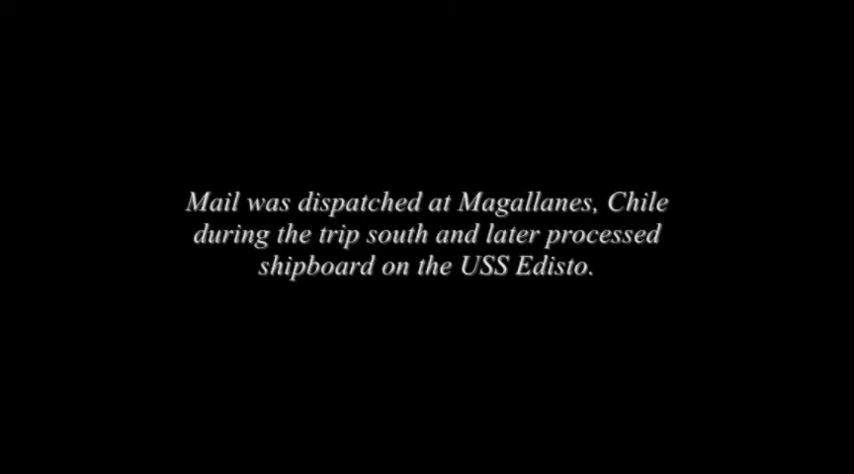 Mail was dispatched at Magallanes, Chile
during the trip south and later processed
shipboard on the USS Edisto.